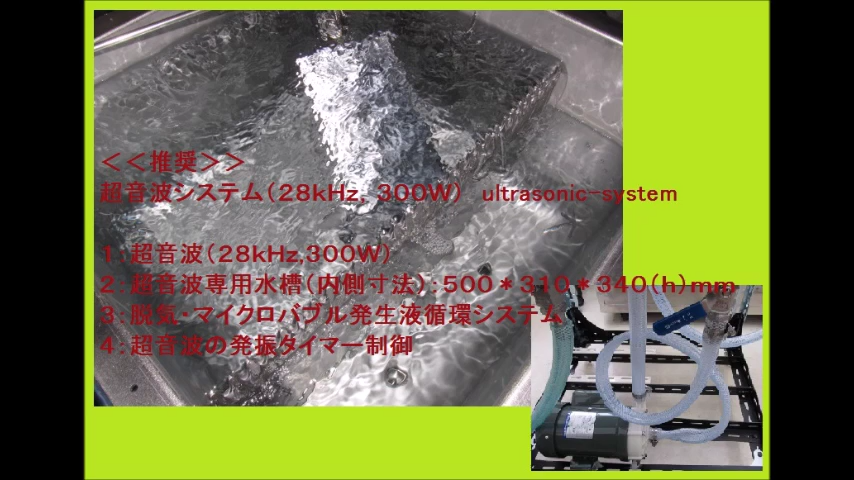 ＜＜推奨＞＞
超音波システム（２８ｋＨｚ，３００Ｗ） ultrasonic-system
１：超音波（２８ｋＨｚ,３００Ｗ）
２：超音波専用水槽（内側寸法）：５００＊３１０＊３４０（ｈ）ｍｍ
３：脱気・マイクロバブル発生液循環システム
４：超音波の発振タイマー制御